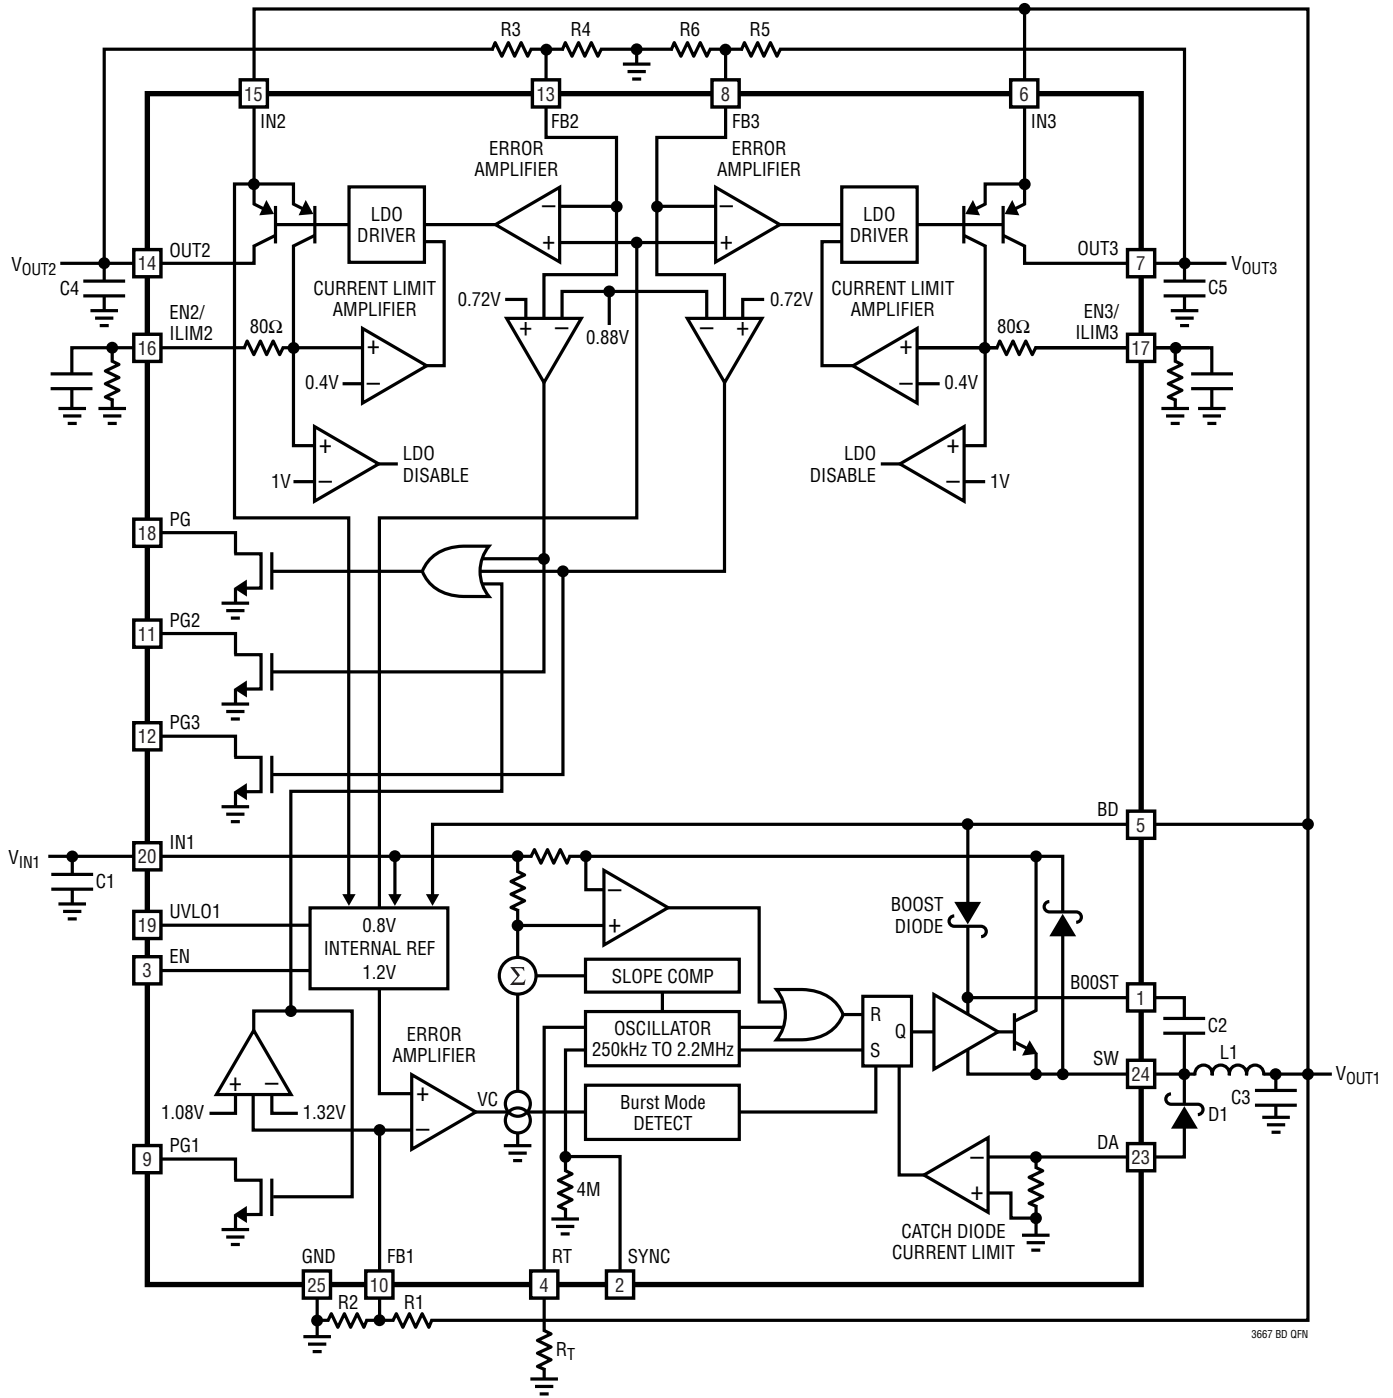 R3
R4
R6
R5
15
13
8
6
IN2
FB2
FB3
IN3
ERROR
AMPLIFIER
ERROR
AMPLIFIER
LDO
DRIVER
−
+
−
+
LDO
DRIVER
VOUT2
14
OUT2
OUT3
7
VOUT3
C4
C5
EN2/
ILIM2
80Ω
CURRENT LIMIT
AMPLIFIER
0.72V
+
−
0.88V
−
+
0.72V
CURRENT LIMIT
AMPLIFIER
80Ω
EN3/
ILIM3
16
17
+
0.4V
−
+
−
0.4V
+
1V
−
LDO
DISABLE
LDO
DISABLE
+
−
1V
18
PG
11
PG2
12
PG3
BD
5
VIN1
20
IN1
C1
19
UVLO1
3
EN
0.8V
INTERNAL REF
1.2V
−
+
BOOST
DIODE
Σ
SLOPE COMP
OSCILLATOR
250kHz TO 2.2MHz
R
S
Q
BOOST
1
C2
L1
SW
24
VOUT1
C3
D1
ERROR
AMPLIFIER
+
−
1.08V
1.32V
+
−
VC
Burst Mode
DETECT
9
PG1
DA
23
−
+
CATCH DIODE
CURRENT LIMIT
4M
GND
FB1
RT
SYNC
25
10
4
2
R2
R1
RT
3667 BD QFN